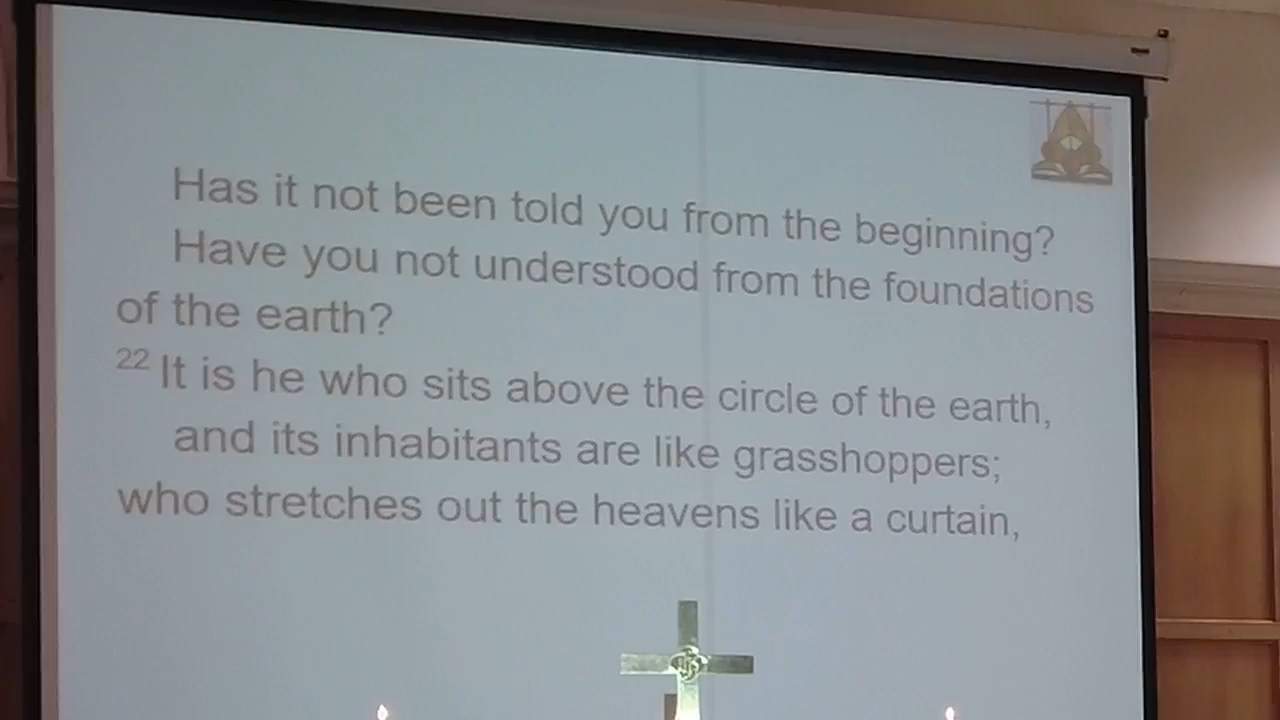 Has it not been told you from the beginning?
Have you not understood from the foundations
of the earth?
22 It is he who sits above the circle of the earth,
and its inhabitants are like grasshoppers;
who stretches out the heavens like a curtain,